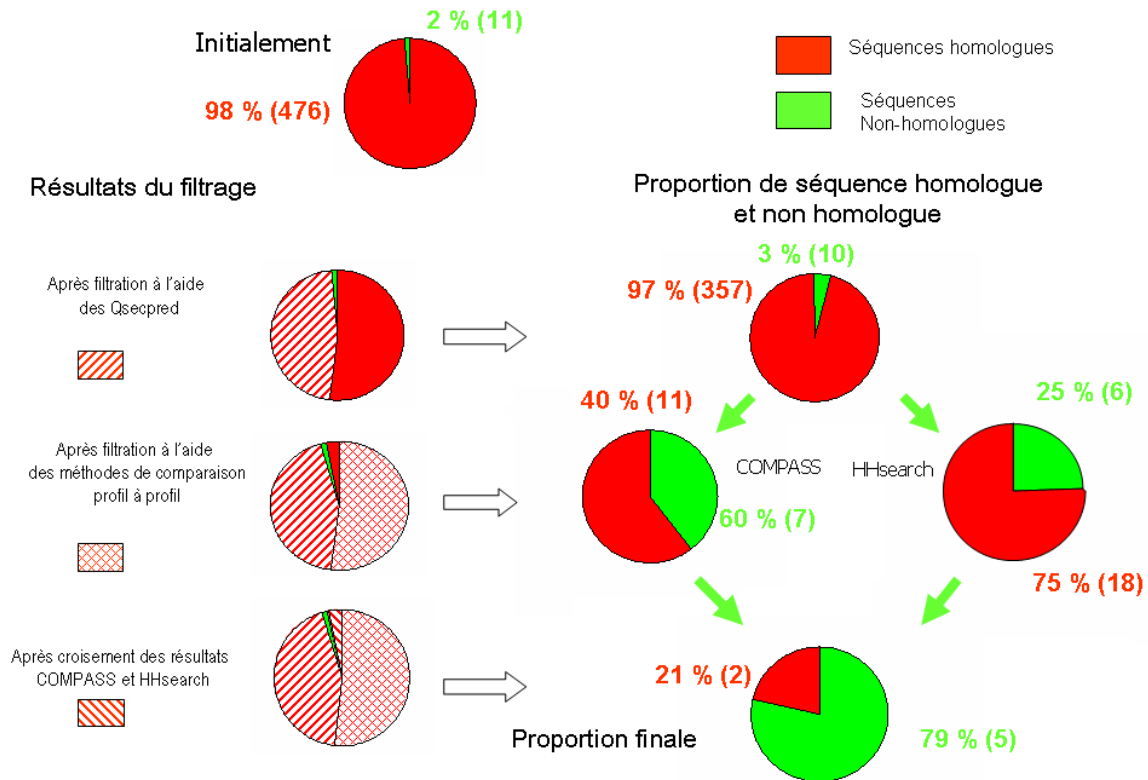 Initialement
2 % (11)
98 % (476)
Séquences homologues
Séquences
Non-homologues
Résultats du filtrage
Proportion de séquence homologue
et non homologue
Après filtration à l'aide
des Qsecpred
3 % (10)
97 % (357)
Après filtration à l'aide
des méthodes de comparaison
profil à profil
40 % (11)
COMPASS
60 % (7)
HHsearch
25 % (6)
75 % (18)
Après croisement des résultats
COMPASS et HHsearch
21 % (2)
79 % (5)
Proportion finale